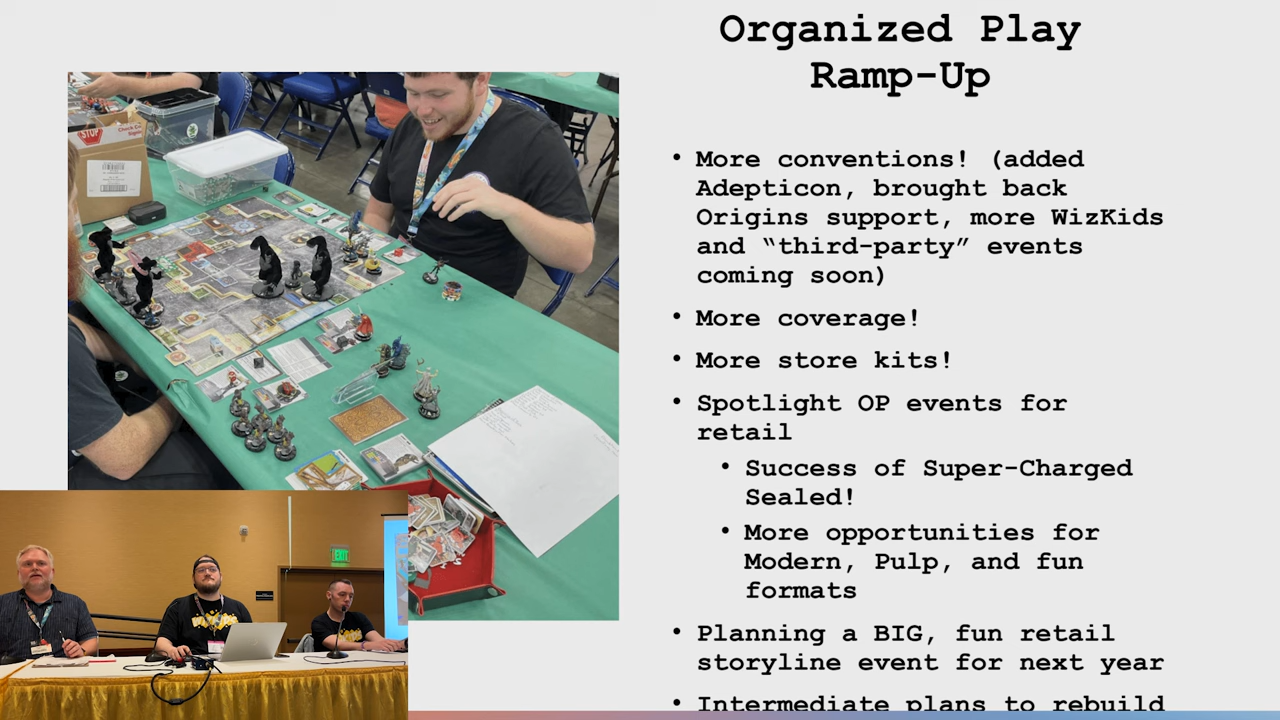 Organized Play
Ramp-Up
• More conventions! (added
Adepticon, brought back
Origins support, more WizKids
and “third-party” events
coming soon)
• More coverage!
• More store kits!
• Spotlight OP events for
retail
• Success of Super-Charged
Sealed!
• More opportunities for
Modern, Pulp, and fun
formats
• Planning a BIG, fun retail
storyline event for next year
• Intermediate plans to rebuild
STOP
EXIT